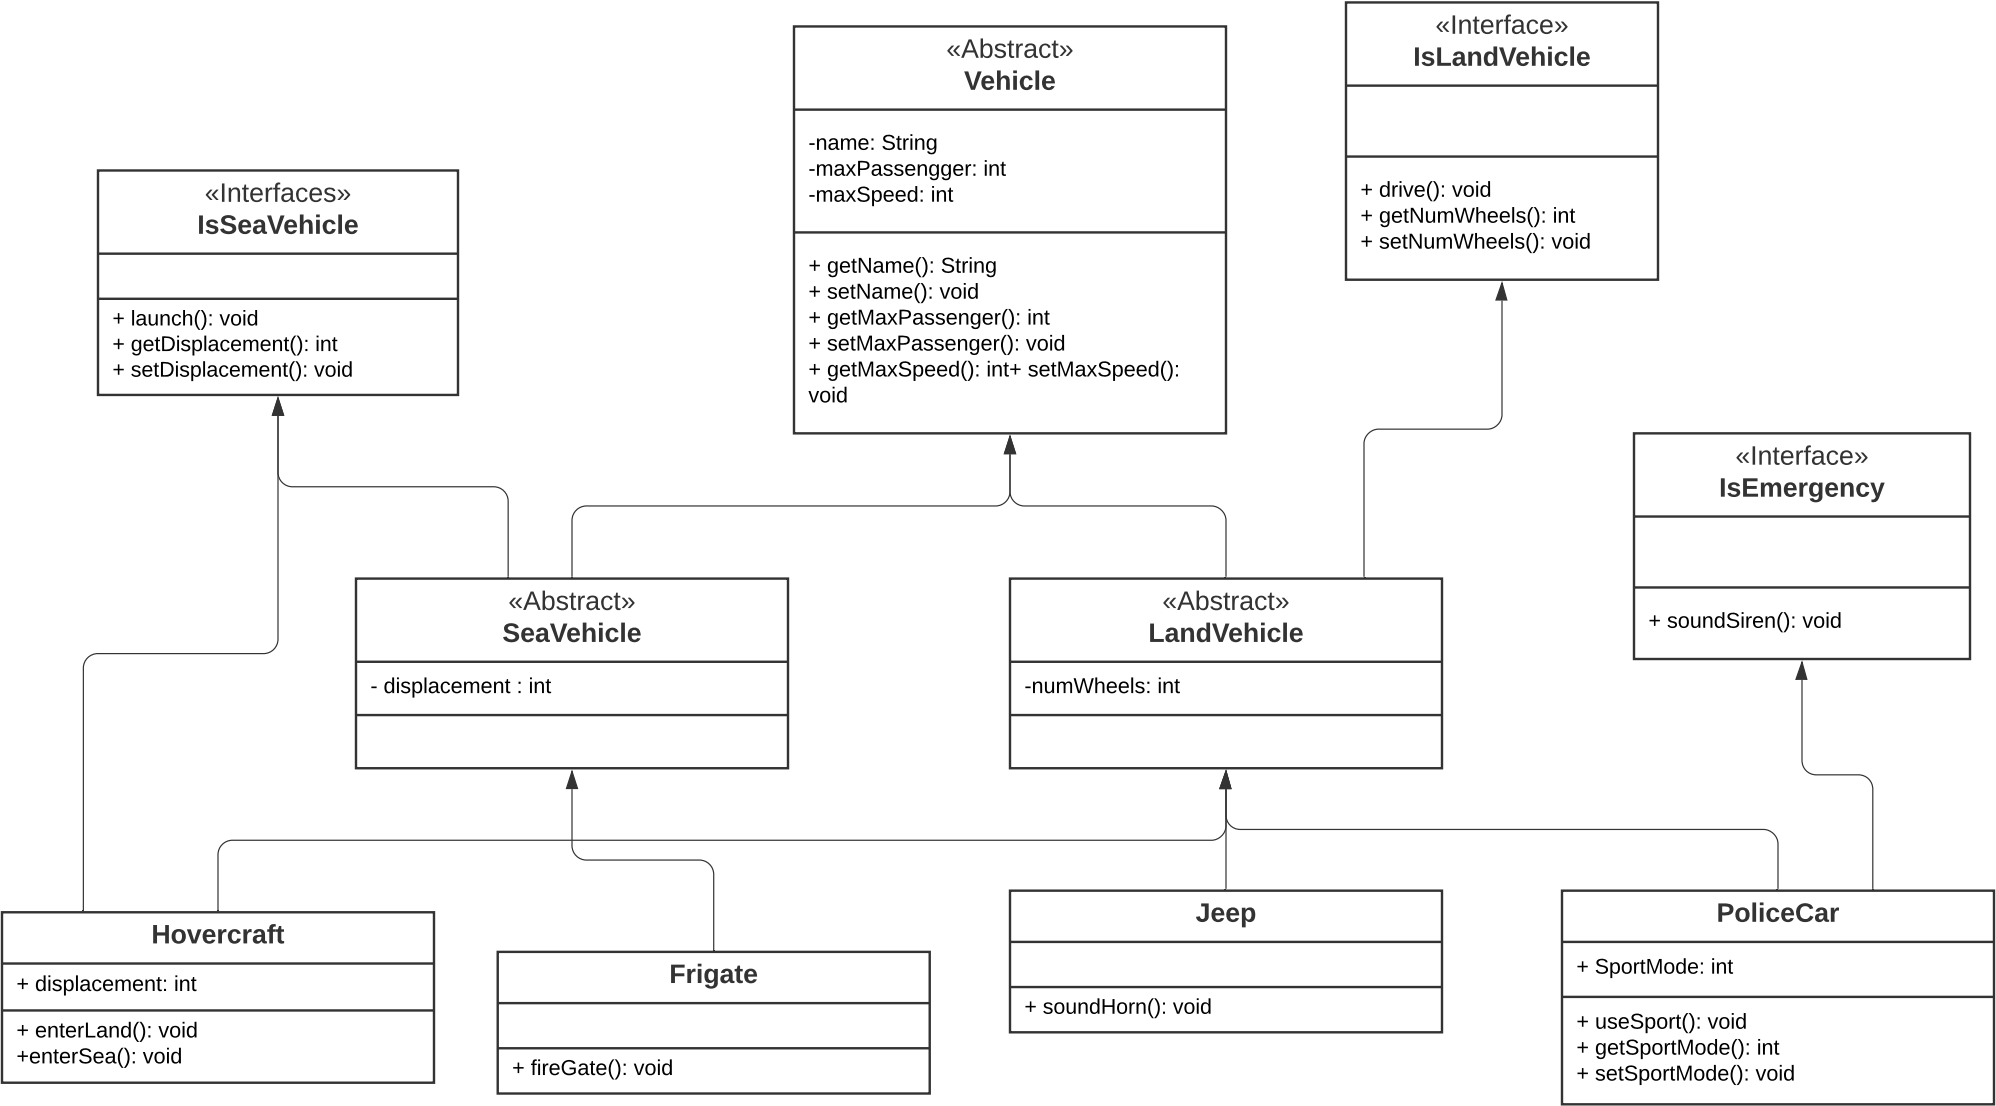 «Interface»
IsLandVehicle
+ drive(): void
+ getNumWheels(): int
+ setNumWheels(): void
«Abstract»
Vehicle
-name: String
-maxPassengger: int
-maxSpeed: int
+ getName(): String
+ setName(): void
+ getMaxPassenger(): int
+ setMaxPassenger(): void
+ getMaxSpeed(): int+ setMaxSpeed():
void
«Interfaces»
IsSeaVehicle
+ launch(): void
+ getDisplacement(): int
+ setDisplacement(): void
«Interface»
IsEmergency
+ soundSiren(): void
«Abstract»
SeaVehicle
- displacement : int
«Abstract»
LandVehicle
-numWheels: int
Hovercraft
+ displacement: int
+ enterLand(): void
+enterSea(): void
Frigate
+ fireGate(): void
Jeep
+ soundHorn(): void
PoliceCar
+ SportMode: int
+ useSport(): void
+ getSportMode(): int
+ setSportMode(): void